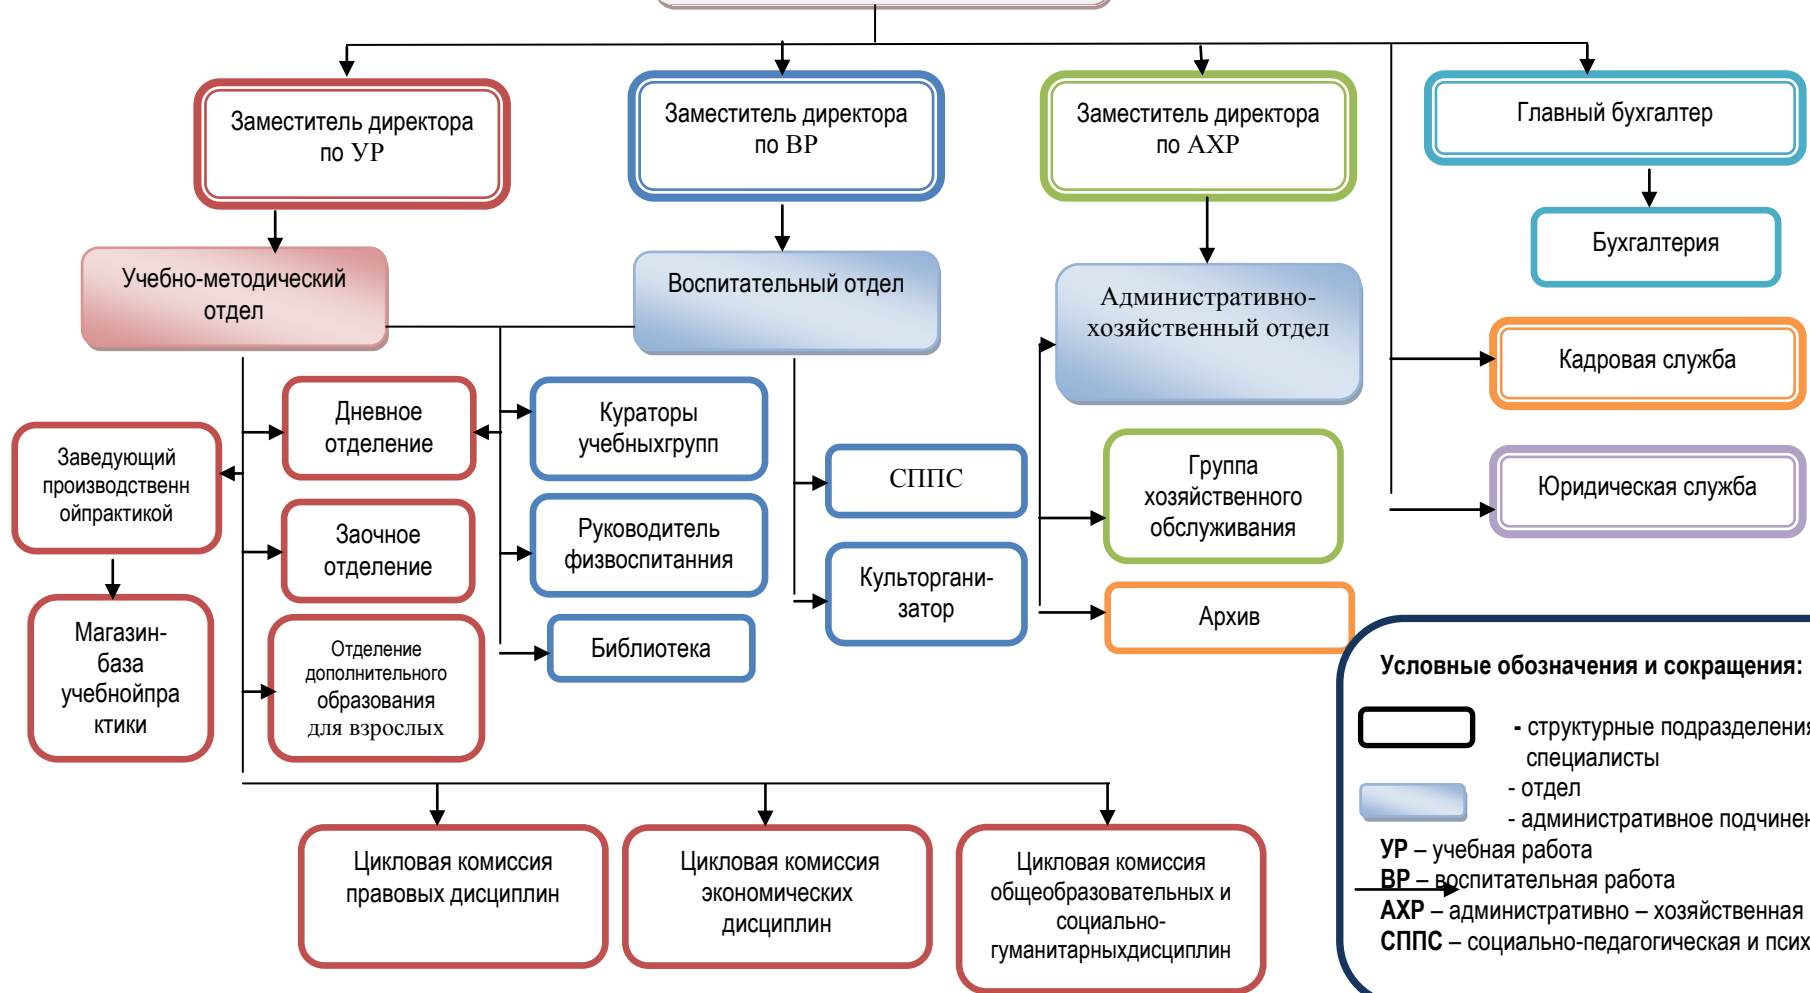 Заместитель директора
по УР
Заместитель директора
по ВР
Заместитель директора
по АХР
Главный бухгалтер
Бухгалтерия
Учебно-методический
отдел
Воспитательный отдел
Административно-
хозяйственный отдел
Кадровая служба
Юридическая служба
Дневное
отделение
Кураторы
учебныхгрупп
Заведующий
производственн
ойпрактикой
СППС
Группа
хозяйственного
обслуживания
Заочное
отделение
Руководитель
физвоспитанния
Культоргани-
затор
Архив
Магазин-
база
учебнойпра
ктики
Отделение
дополнительного
образования
для взрослых
Библиотека
Цикловая комиссия
правовых дисциплин
Цикловая комиссия
экономических
дисциплин
Цикловая комиссия
общеобразовательных и
социально-
гуманитарныхдисциплин
Условные обозначения и сокращения:
- структурные подразделения
специалисты
- отдел
- административное подчинен
УР – учебная работа
ВР – воспитательная работа
АХР – административно – хозяйственная
СППС – социально-педагогическая и псих